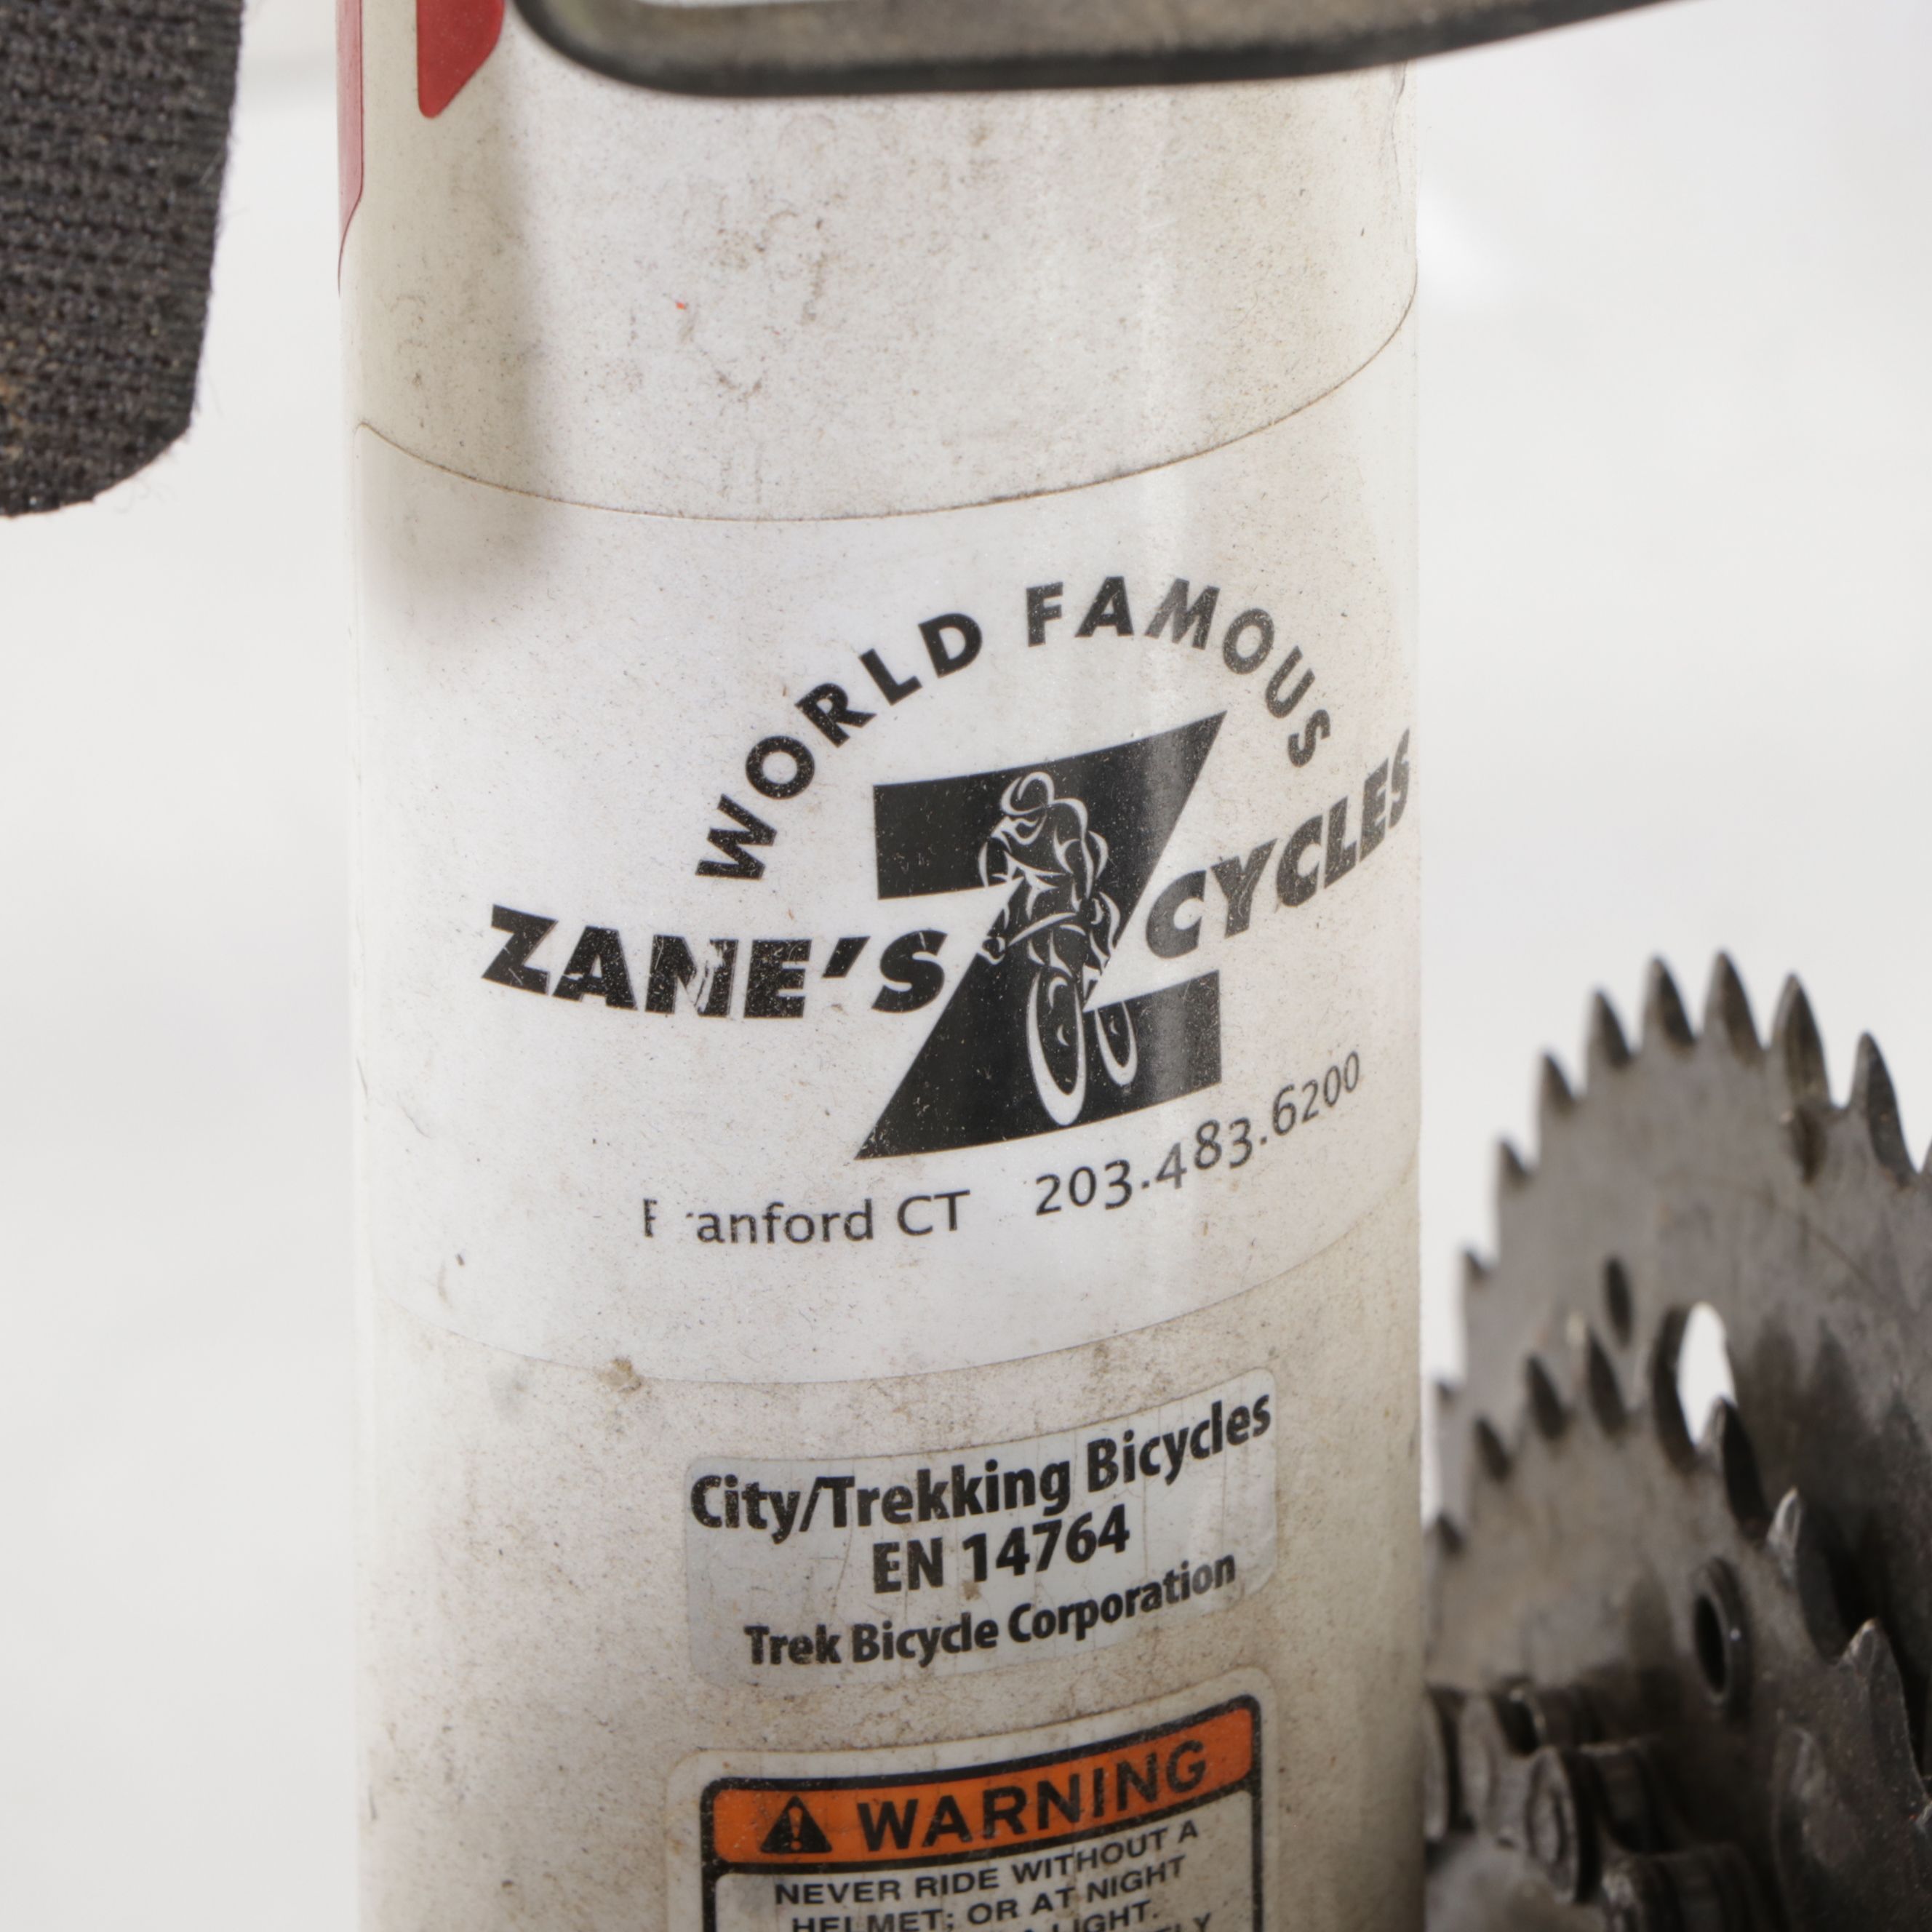 WORLD FAMOUS
ZANE'S CYCLES
CT 203.483.6200
City/Trekking Bicycles
EN 14764
Trek Bicycle Corporation
WARNING
NEVER RIDE WITHOUT A
HELMET; OR AT NIGHT
LIGHT.